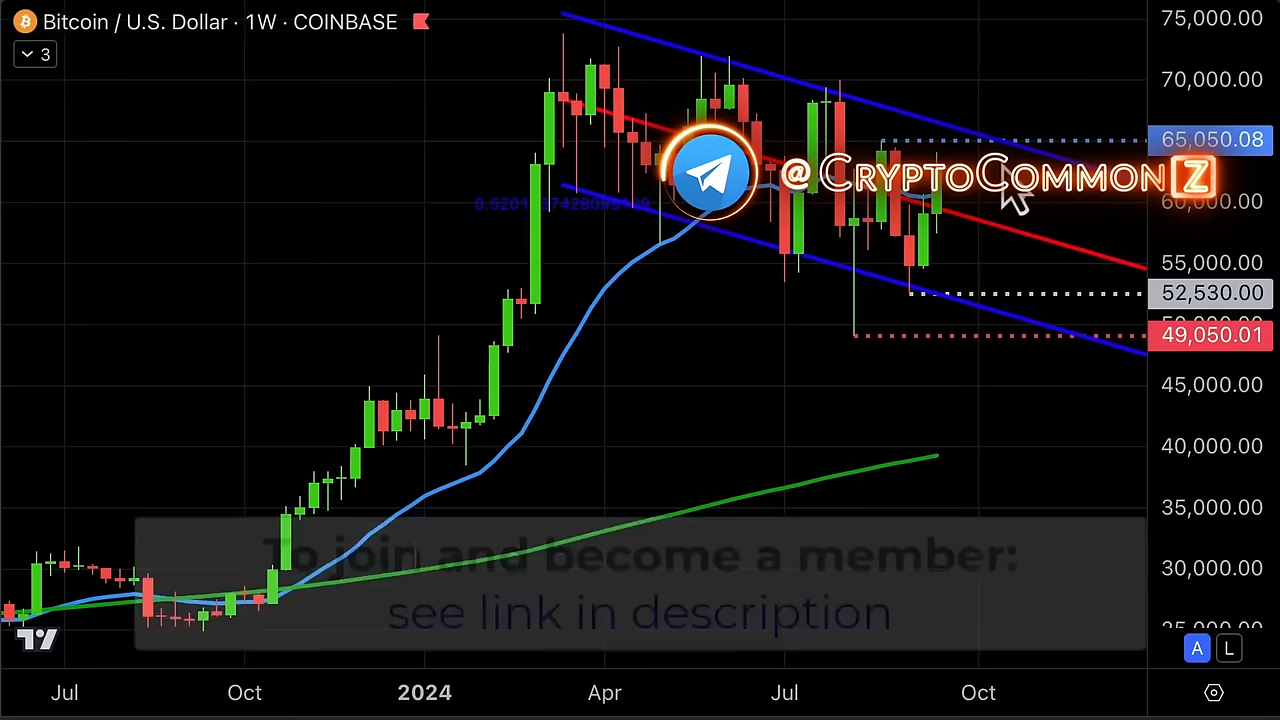 Bitcoin / U.S. Dollar · 1W · COINBASE
3
75,000.00
70,000.00
65,050.08
@CRYPTOCOMMONZ
60,000.00
55,000.00
52,530.00
49,050.01
45,000.00
40,000.00
35,000.00
30,000.00
25,000.00
To join and become a member:
see link in description
A L
Jul Oct 2024 Apr Jul Oct